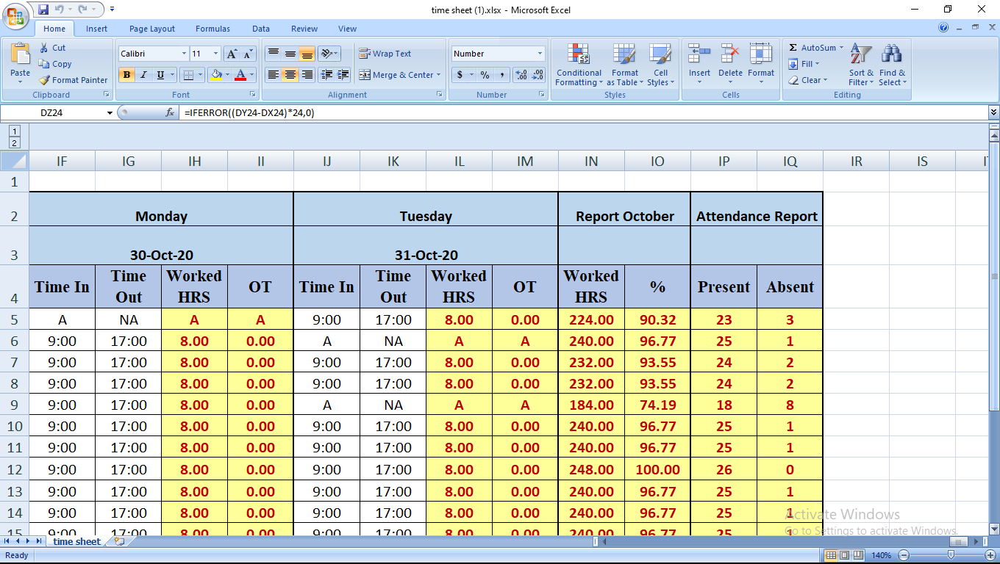 time sheet (1).xlsx - Microsoft Excel
Home Insert Page Layout Formulas Data Review View
Paste Cut Copy Format Painter Clipboard
Calibri 11 A A B I U A Font
Wrap Text Merge & Center Alignment
Number $ % , Number
Conditional Formatting Format as Table Cell Styles Styles
Insert Delete Format Cells
Σ AutoSum Fill Clear Sort & Filter Find & Select Editing
DZ24 fx =IFERROR((DY24-DX24)*24,0)
1
2
IF IG IH II IJ IK IL IM IN IO IP IQ IR IS
1
2 Monday Tuesday Report October Attendance Report
3 30-Oct-20 31-Oct-20
4 Time In Time Out Worked HRS OT Time In Time Out Worked HRS OT Worked HRS % Present Absent
5 A NA A A 9:00 17:00 8.00 0.00 224.00 90.32 23 3
6 9:00 17:00 8.00 0.00 A NA A A 240.00 96.77 25 1
7 9:00 17:00 8.00 0.00 9:00 17:00 8.00 0.00 232.00 93.55 24 2
8 9:00 17:00 8.00 0.00 9:00 17:00 8.00 0.00 232.00 93.55 24 2
9 9:00 17:00 8.00 0.00 A NA A A 184.00 74.19 18 8
10 9:00 17:00 8.00 0.00 9:00 17:00 8.00 0.00 240.00 96.77 25 1
11 9:00 17:00 8.00 0.00 9:00 17:00 8.00 0.00 240.00 96.77 25 1
12 9:00 17:00 8.00 0.00 9:00 17:00 8.00 0.00 248.00 100.00 26 0
13 9:00 17:00 8.00 0.00 9:00 17:00 8.00 0.00 240.00 96.77 25 1
14 9:00 17:00 8.00 0.00 9:00 17:00 8.00 0.00 240.00 96.77 25 1
15 9:00 17:00 8.00 0.00 9:00 17:00 8.00 0.00 240.00 96.77 25 1
Activate Windows
Go to Settings to activate Windows.
time sheet
Ready 140%